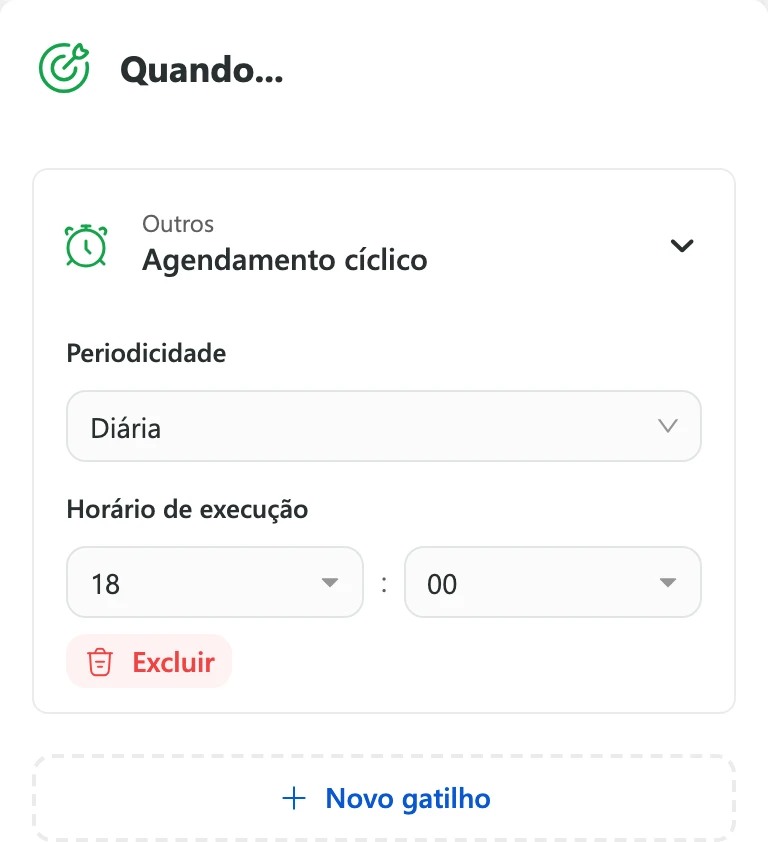 Quando...
Outros
Agendamento cíclico
Periodicidade
Diária
Horário de execução
18 : 00
Excluir
Novo gatilho